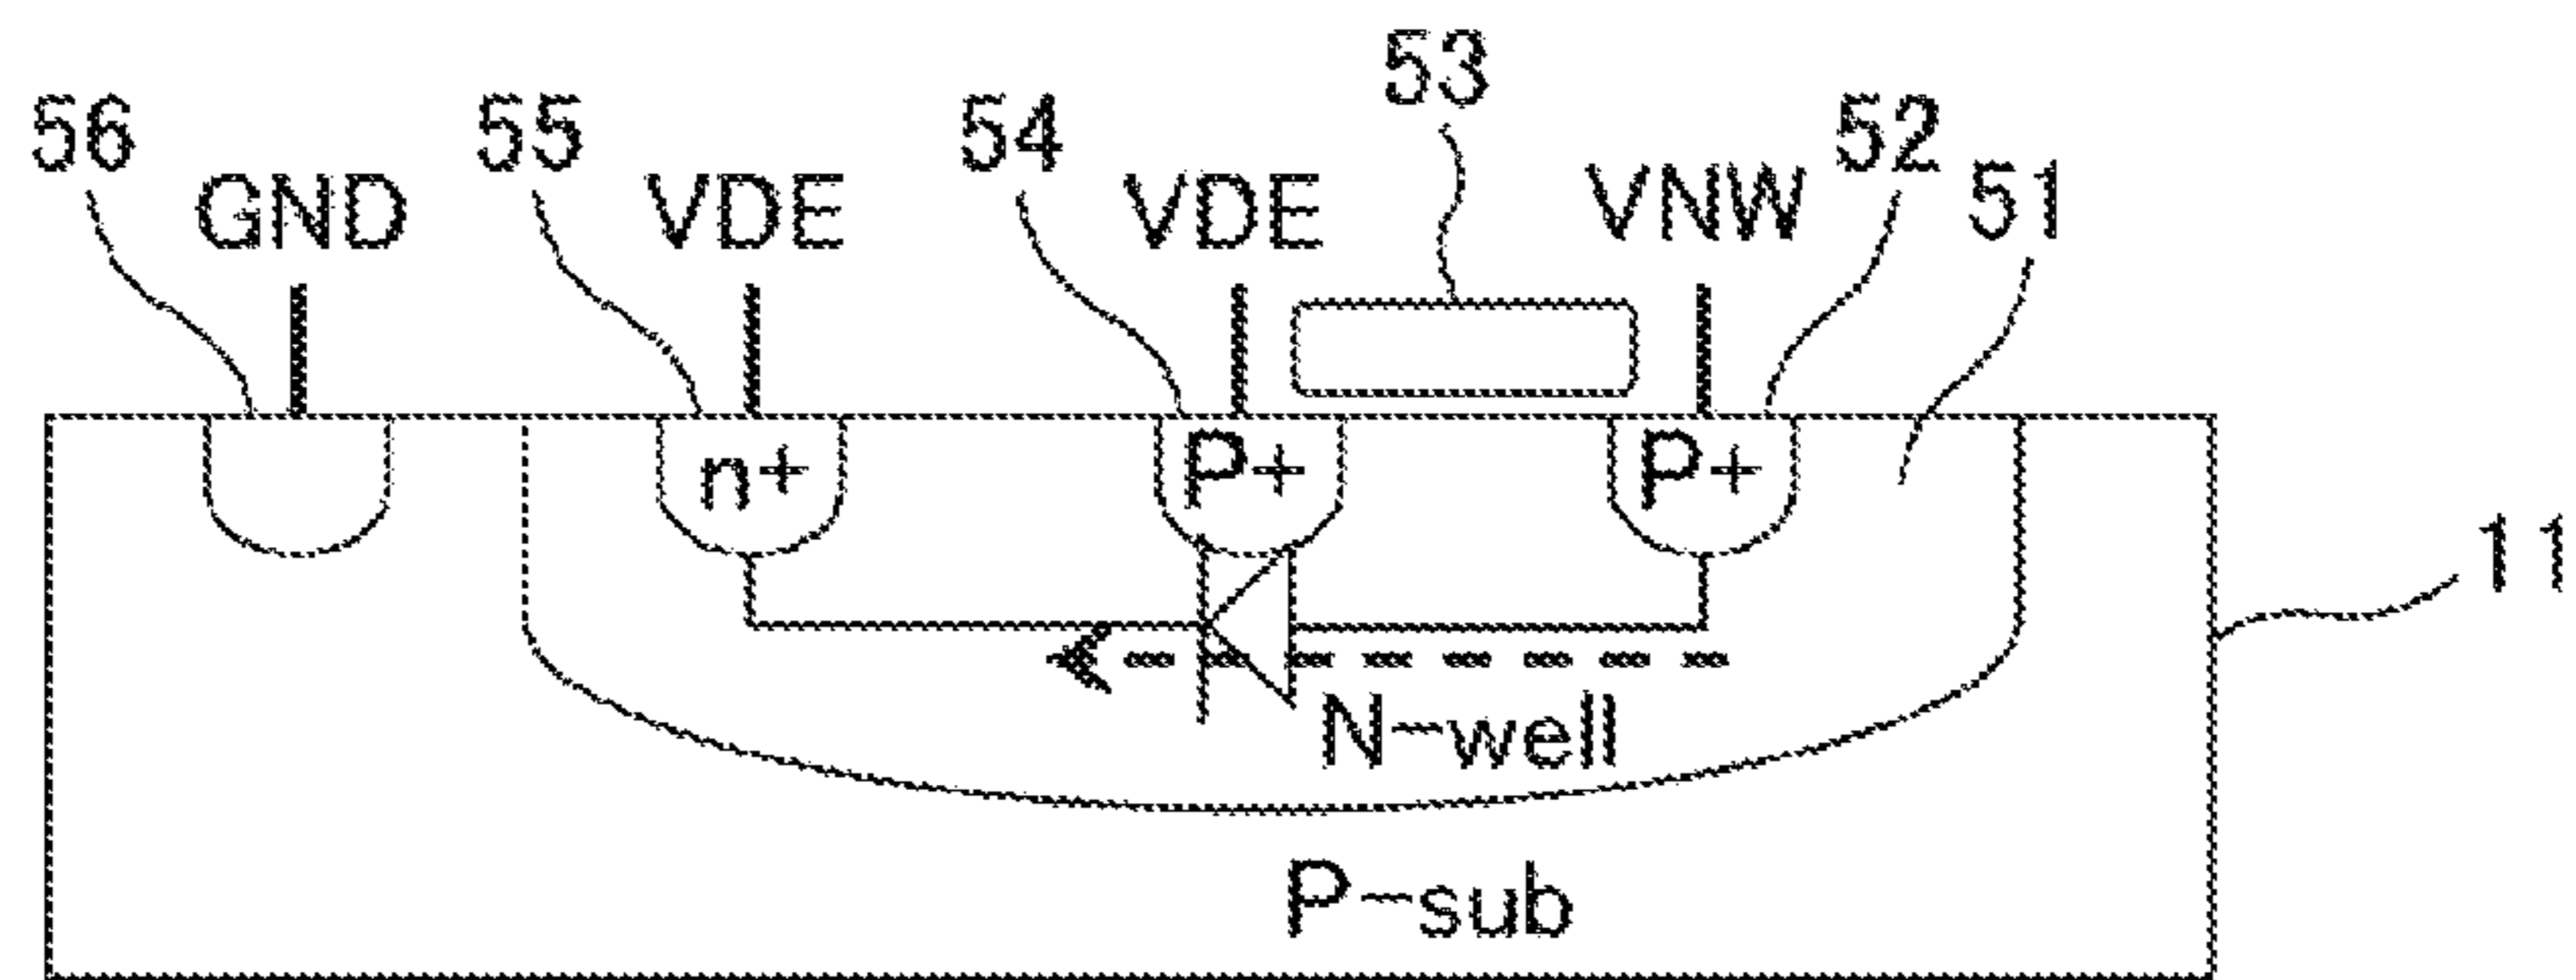 53
56 55 54 52
GND VDE VDE VNW 51
n+ P+ P+
11
N-well
P-sub